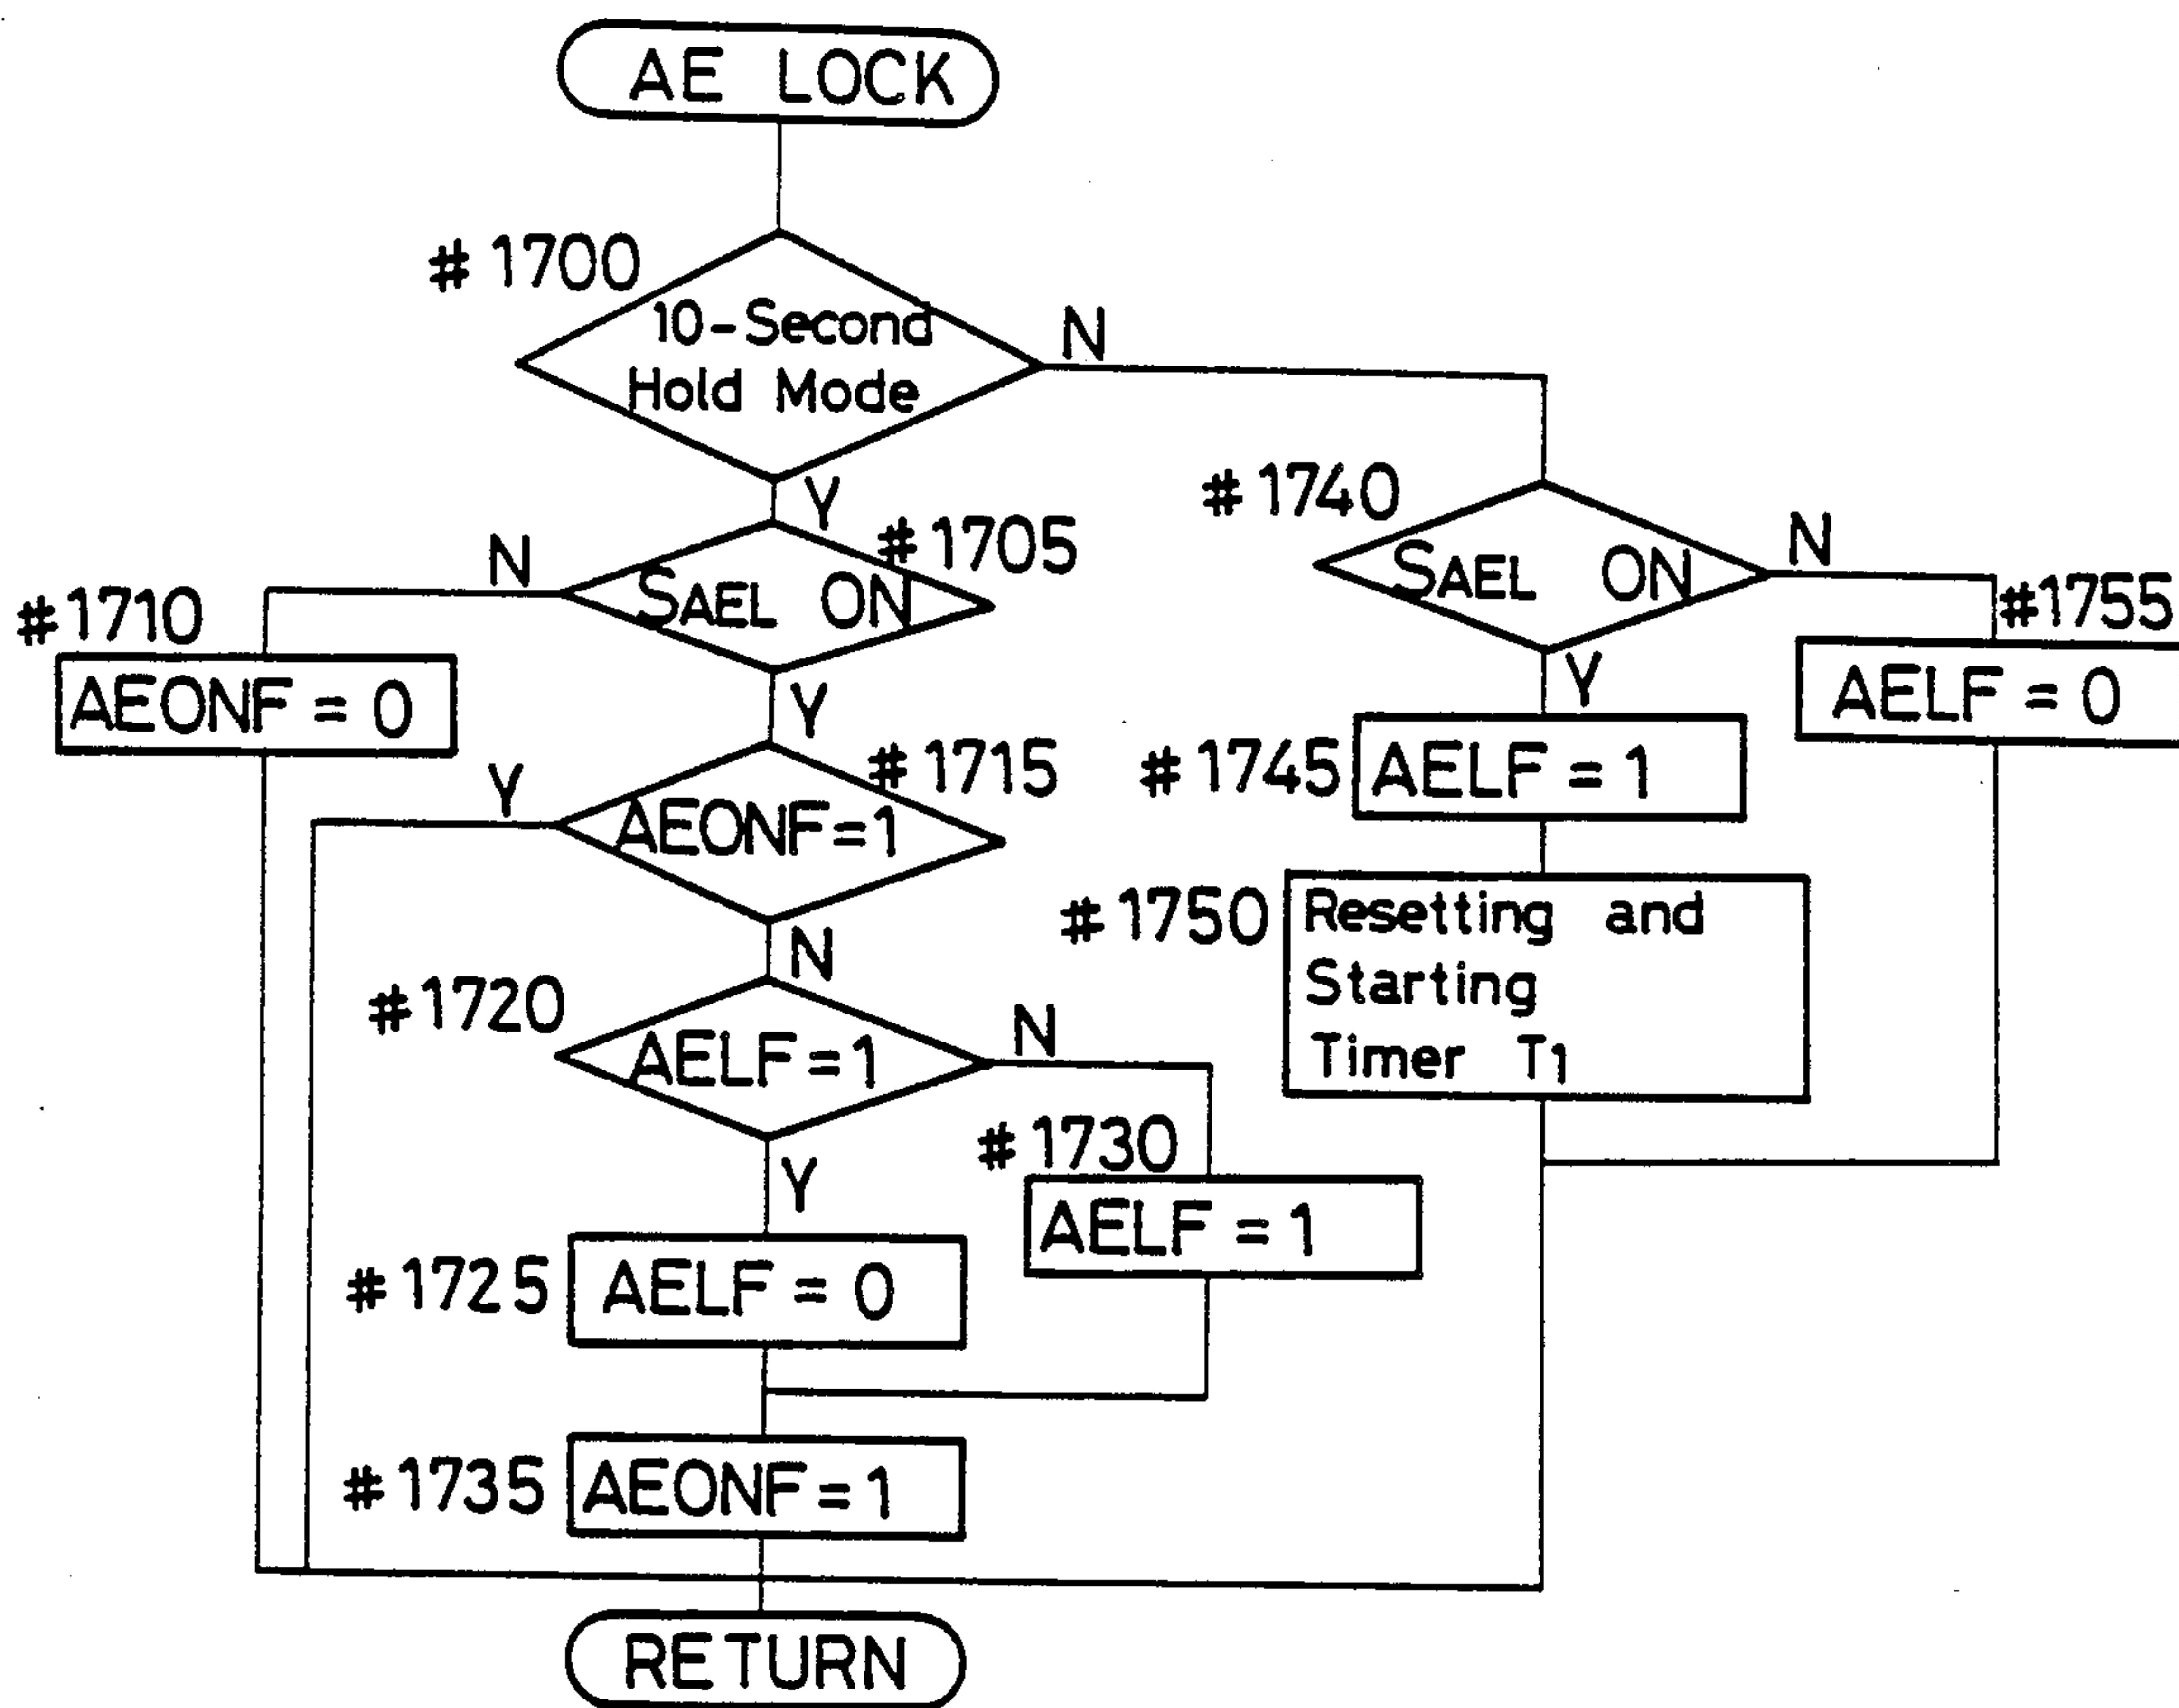 AE LOCK
#1700
10-Second
Hold Mode
N
Y
#1705
SAEL ON
N
#1710
AEONF = 0
Y
#1715
AEONF=1
Y
N
#1720
AELF=1
N
#1730
AELF = 1
Y
#1725
AELF = 0
#1735
AEONF=1
#1740
SAEL ON
N
#1755
AELF = 0
Y
#1745
AELF = 1
#1750
Resetting and
Starting
Timer T1
RETURN